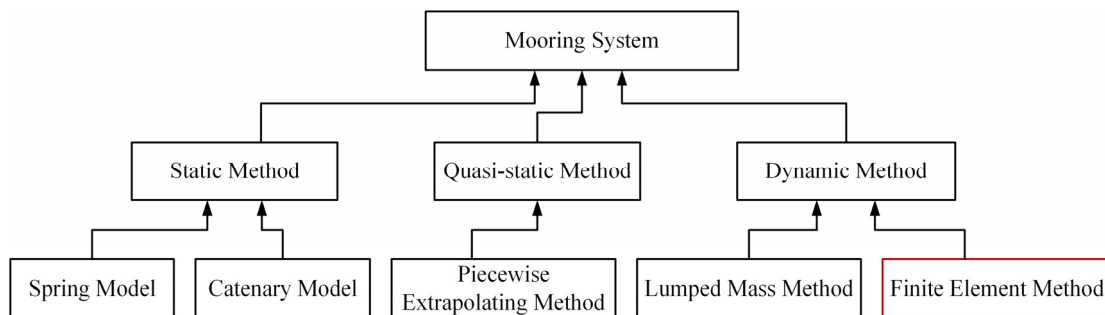 Mooring System
Static Method
Quasi-static Method
Dynamic Method
Spring Model
Catenary Model
Piecewise
Extrapolating Method
Lumped Mass Method
Finite Element Method